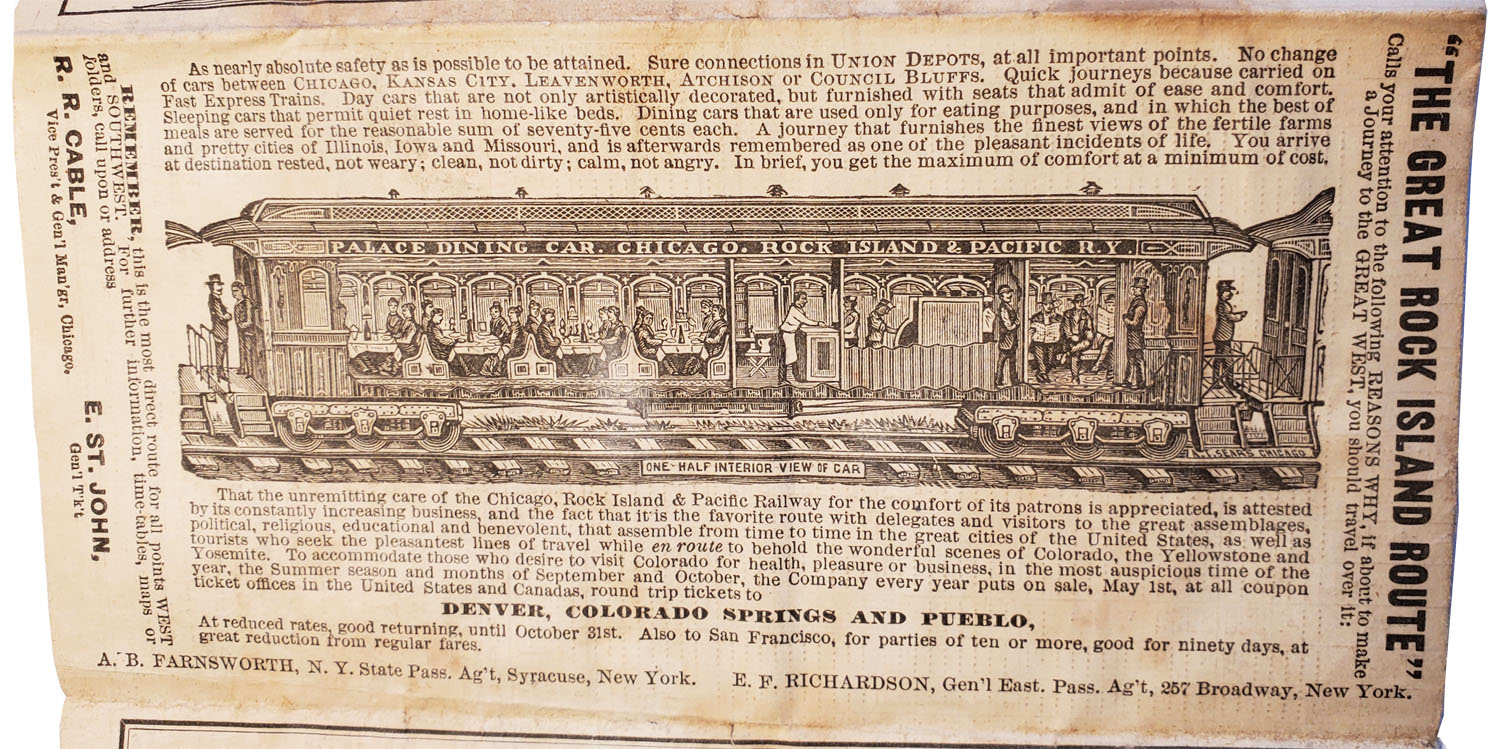 "THE GREAT ROCK ISLAND ROUTE"
Calls your attention to the following REASONS WHY, if about to make
a Journey to the GREAT WEST, you should travel over it:
As nearly absolute safety as is possible to be attained. Sure connections in UNION DEPOTS, at all important points. No change
of cars between CHICAGO, KANSAS CITY, LEAVENWORTH, ATCHISON or COUNCIL BLUFFS. Quick journeys because carried on
Fast Express Trains. Day cars that are not only artistically decorated, but furnished with seats that admit of ease and comfort.
Sleeping cars that permit quiet rest in home-like beds. Dining cars that are used only for eating purposes, and in which the best of
meals are served for the reasonable sum of seventy-five cents each. A journey that furnishes the finest views of the fertile farms
and pretty cities of Illinois, Iowa and Missouri, and is afterwards remembered as one of the pleasant incidents of life. You arrive
at destination rested, not weary; clean, not dirty; calm, not angry. In brief, you get the maximum of comfort at a minimum of cost.
PALACE DINING CAR. CHICAGO. ROCK ISLAND & PACIFIC R.Y.
SEARS CHICAGO
ONE-HALF INTERIOR VIEW OF CAR
That the unremitting care of the Chicago, Rock Island & Pacific Railway for the comfort of its patrons is appreciated, is attested
by its constantly increasing business, and the fact that it is the favorite route with delegates and visitors to the great assemblages,
political, religious, educational and benevolent, that assemble from time to time in the great cities of the United States, as well as
tourists who seek the pleasantest lines of travel while en route to behold the wonderful scenes of Colorado, the Yellowstone and
Yosemite. To accommodate those who desire to visit Colorado for health, pleasure or business, in the most auspicious time of the
year, the Summer season and months of September and October, the Company every year puts on sale, May 1st, at all coupon
ticket offices in the United States and Canadas, round trip tickets to
DENVER, COLORADO SPRINGS AND PUEBLO,
At reduced rates, good returning, until October 31st. Also to San Francisco, for parties of ten or more, good for ninety days, at
great reduction from regular fares.
REMEMBER, this is the most direct route for all points WEST
and SOUTHWEST. For further information, time-tables, maps or
folders, call upon or address
R. R. CABLE, E. ST. JOHN,
Vice Pres't & Gen'l Man'gr, Chicago. Gen'l T'k't
A. B. FARNSWORTH, N. Y. State Pass. Ag't, Syracuse, New York. E. F. RICHARDSON, Gen'l East. Pass. Ag't, 257 Broadway, New York.